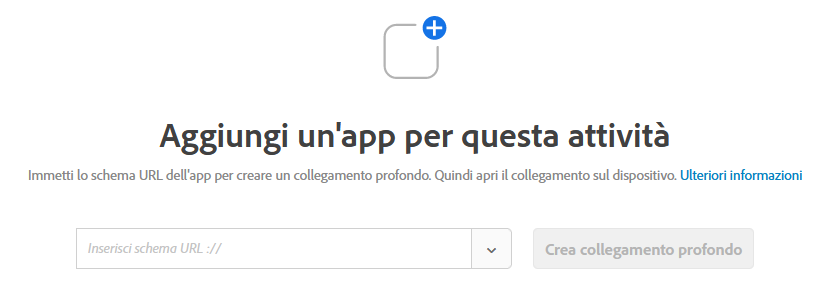 Aggiungi un'app per questa attività
Immetti lo schema URL dell'app per creare un collegamento profondo. Quindi apri il collegamento sul dispositivo. Ulteriori informazioni
Inserisci schema URL :// Crea collegamento profondo